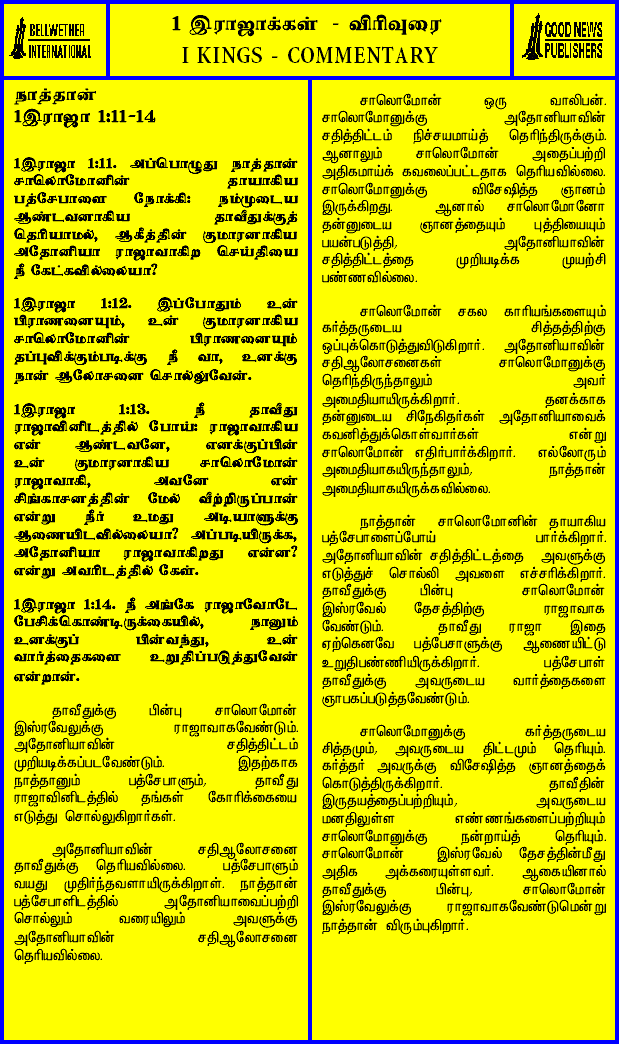 BELLWETHER
INTERNATIONAL
1 இராஜாக்கள் - விரிவுரை
I KINGS - COMMENTARY
GOOD NEWS
PUBLISHERS
நாத்தான்
1இராஜா 1:11-14
1இராஜா 1:11. அப்பொழுது நாத்தான்
சாலொமோனின் தாயாகிய
பத்சேபாளை நோக்கி: நம்முடைய
ஆண்டவனாகிய தாவீதுக்குத்
தெரியாமல், ஆகீத்தின் குமாரனாகிய
அதோனியா ராஜாவாகிற செய்தியை
நீ கேட்கவில்லையா?
1இராஜா 1:12. இப்போதும் உன்
பிராணனையும், உன் குமாரனாகிய
சாலொமோனின் பிராணனையும்
தப்புவிக்கும்படிக்கு நீ வா, உனக்கு
நான் ஆலோசனை சொல்லுவேன்.
1இராஜா 1:13. நீ தாவீது
ராஜாவினிடத்தில் போய்: ராஜாவாகிய
என் ஆண்டவனே, எனக்குப்பின்
உன் குமாரனாகிய சாலொமோன்
ராஜாவாகி, அவனே என்
சிங்காசனத்தின் மேல் வீற்றிருப்பான்
என்று நீர் உமது அடியாளுக்கு
ஆணையிடவில்லையா? அப்படியிருக்க,
அதோனியா ராஜாவாகிறது என்ன?
என்று அவரிடத்தில் கேள்.
1இராஜா 1:14. நீ அங்கே ராஜாவோடே
பேசிக்கொண்டிருக்கையில், நானும்
உனக்குப் பின்வந்து, உன்
வார்த்தைகளை உறுதிப்படுத்துவேன்
என்றான்.
தாவீதுக்கு பின்பு சாலொமோன்
இஸ்ரவேலுக்கு ராஜாவாகவேண்டும்.
அதோனியாவின் சதித்திட்டம்
முறியடிக்கப்படவேண்டும். இதற்காக
நாத்தானும் பத்சேபாளும், தாவீது
ராஜாவினிடத்தில் தங்கள் கோரிக்கையை
எடுத்து சொல்லுகிறார்கள்.
அதோனியாவின் சதிஆலோசனை
தாவீதுக்கு தெரியவில்லை. பத்சேபாளும்
வயது முதிர்ந்தவளாயிருக்கிறாள். நாத்தான்
பத்சேபாளிடத்தில் அதோனியாவைப்பற்றி
சொல்லும் வரையிலும் அவளுக்கு
அதோனியாவின் சதிஆலோசனை
தெரியவில்லை.
சாலொமோன் ஒரு வாலிபன்.
சாலொமோனுக்கு அதோனியாவின்
சதித்திட்டம் நிச்சயமாய்த் தெரிந்திருக்கும்.
ஆனாலும் சாலொமோன் அதைப்பற்றி
அதிகமாய்க் கவலைப்பட்டதாக தெரியவில்லை.
சாலொமோனுக்கு விசேஷித்த ஞானம்
இருக்கிறது. ஆனால் சாலொமோனோ
தன்னுடைய ஞானத்தையும் புத்தியையும்
பயன்படுத்தி, அதோனியாவின்
சதித்திட்டத்தை முறியடிக்க முயற்சி
பண்ணவில்லை.
சாலொமோன் சகல காரியங்களையும்
கர்த்தருடைய சித்தத்திற்கு
ஒப்புக்கொடுத்துவிடுகிறார். அதோனியாவின்
சதிஆலோசனைகள் சாலொமோனுக்கு
தெரிந்திருந்தாலும் அவர்
அமைதியாயிருக்கிறார். தனக்காக
தன்னுடைய சிநேகிதர்கள் அதோனியாவைக்
கவனித்துக்கொள்வார்கள் என்று
சாலொமோன் எதிர்பார்க்கிறார். எல்லோரும்
அமைதியாகயிருந்தாலும், நாத்தான்
அமைதியாகயிருக்கவில்லை.
நாத்தான் சாலொமோனின் தாயாகிய
பத்சேபாளைப்போய் பார்க்கிறார்.
அதோனியாவின் சதித்திட்டத்தை அவளுக்கு
எடுத்துச் சொல்லி அவளை எச்சரிக்கிறார்.
தாவீதுக்கு பின்பு சாலொமோன்
இஸ்ரவேல் தேசத்திற்கு ராஜாவாக
வேண்டும். தாவீது ராஜா இதை
ஏற்கெனவே பத்பேசாளுக்கு ஆணையிட்டு
உறுதிபண்ணியிருக்கிறார். பத்சேபாள்
தாவீதுக்கு அவருடைய வார்த்தைகளை
ஞாபகப்படுத்தவேண்டும்.
சாலொமோனுக்கு கர்த்தருடைய
சித்தமும், அவருடைய திட்டமும் தெரியும்.
கர்த்தர் அவருக்கு விசேஷித்த ஞானத்தைக்
கொடுத்திருக்கிறார். தாவீதின்
இருதயத்தைப்பற்றியும், அவருடைய
மனதிலுள்ள எண்ணங்களைப்பற்றியும்
சாலொமோனுக்கு நன்றாய்த் தெரியும்.
சாலொமோன் இஸ்ரவேல் தேசத்தின்மீது
அதிக அக்கரையுள்ளவர். ஆகையினால்
தாவீதுக்கு பின்பு, சாலொமோன்
இஸ்ரவேலுக்கு ராஜாவாகவேண்டுமென்று
நாத்தான் விரும்புகிறார்.